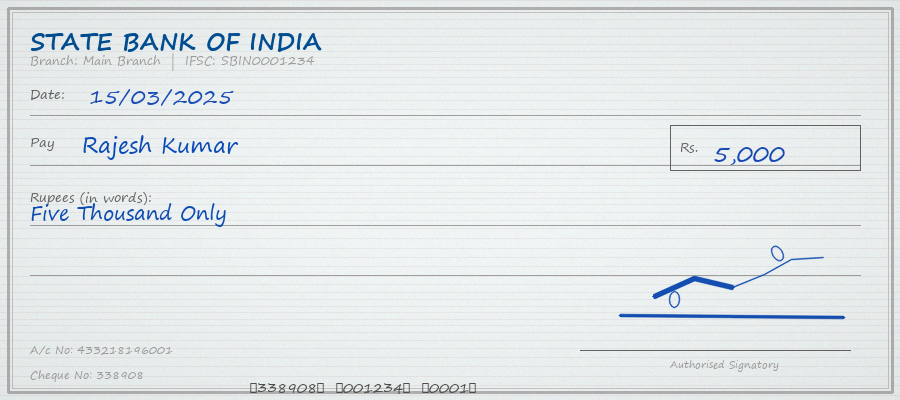 STATE BANK OF INDIA
Branch: Main Branch | IFSC: SBIN0001234
Date: 15/03/2025
Pay Rajesh Kumar Rs. 5,000
Rupees (in words):
Five Thousand Only
A/c No: 433218196001
Authorised Signatory
Cheque No: 338908
▯338908▯ ▯001234▯ ▯0001▯